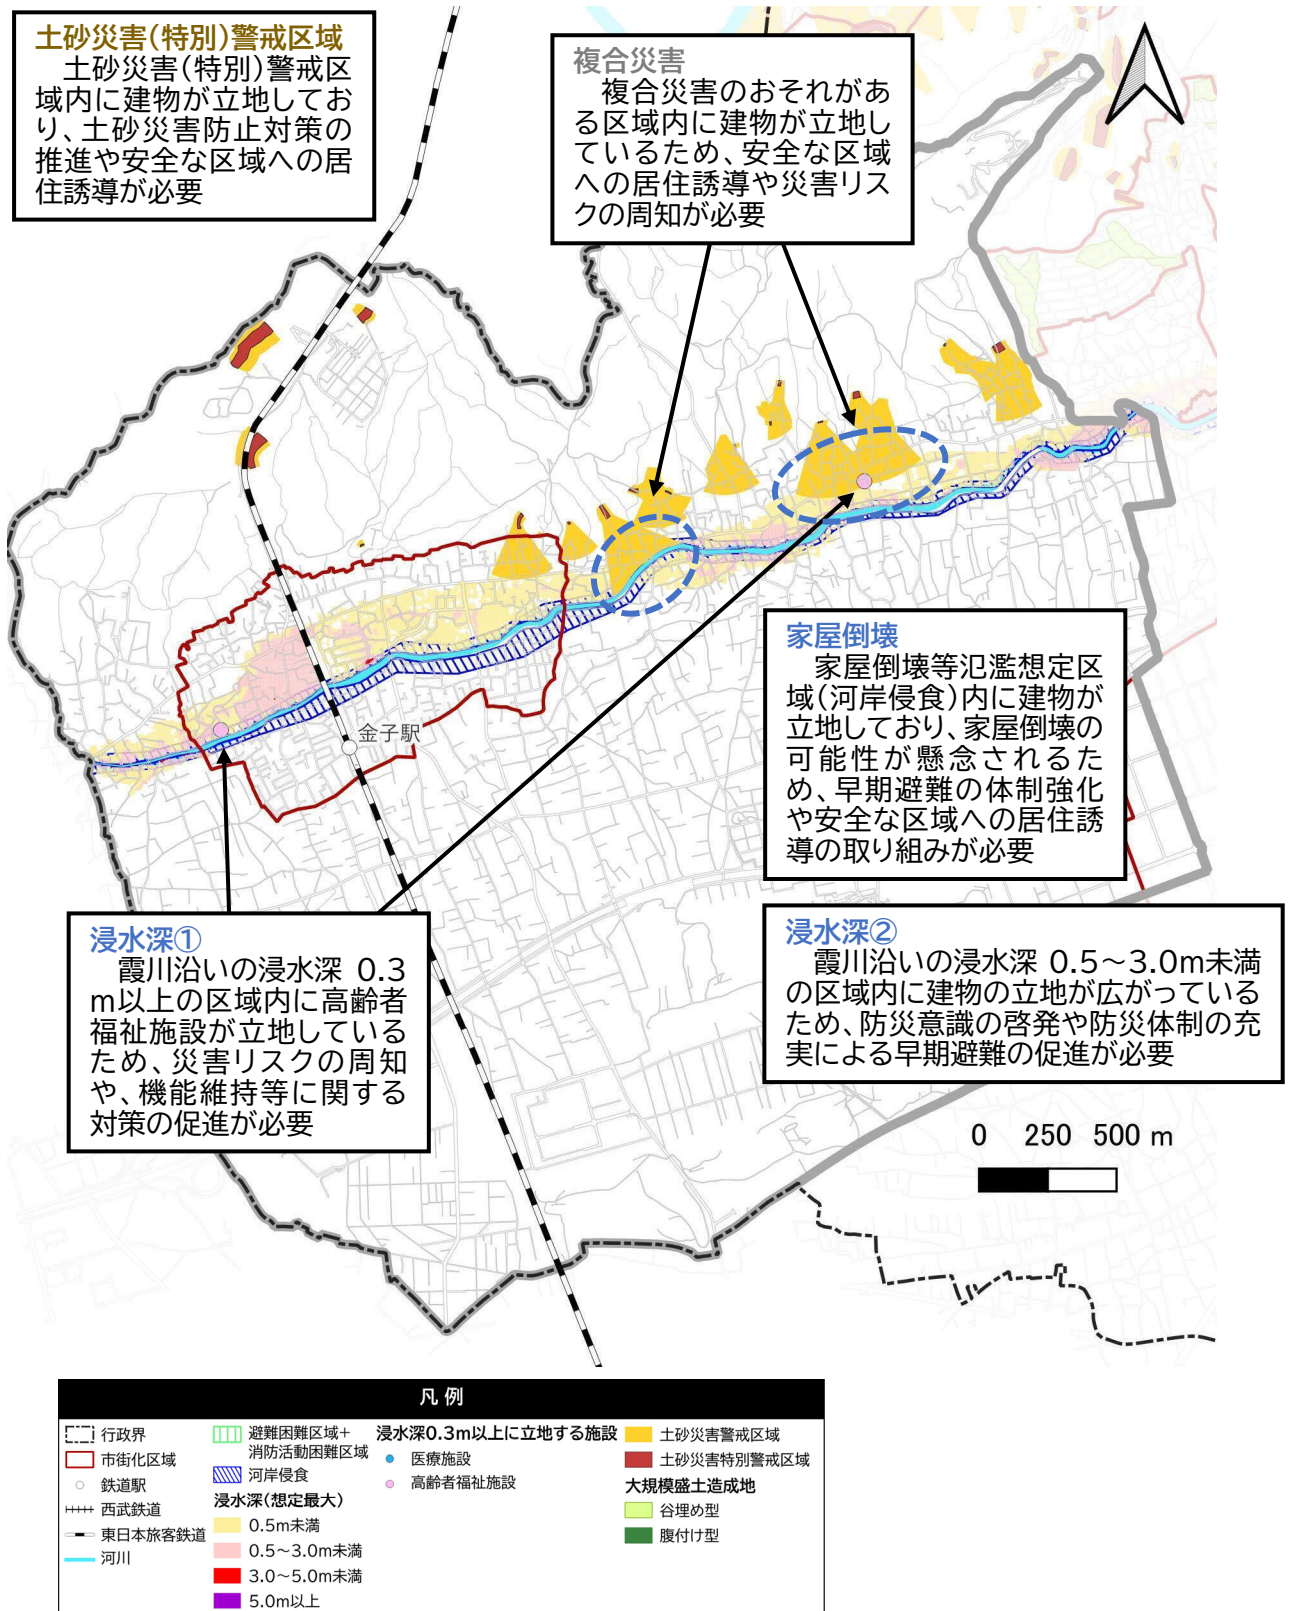 土砂災害(特別)警戒区域
土砂災害(特別)警戒区
域内に建物が立地してお
り、土砂災害防止対策の
推進や安全な区域への居
住誘導が必要
複合災害
複合災害のおそれがあ
る区域内に建物が立地し
ているため、安全な区域
への居住誘導や災害リス
クの周知が必要
金子駅
家屋倒壊
家屋倒壊等氾濫想定区
域(河岸侵食)内に建物が
立地しており、家屋倒壊の
可能性が懸念されるた
め、早期避難の体制強化
や安全な区域への居住誘
導の取り組みが必要
浸水深①
霞川沿いの浸水深 0.3
m以上の区域内に高齢者
福祉施設が立地している
ため、災害リスクの周知
や、機能維持等に関する
対策の促進が必要
浸水深②
霞川沿いの浸水深 0.5~3.0m未満
の区域内に建物の立地が広がっている
ため、防災意識の啓発や防災体制の充
実による早期避難の促進が必要
0 250 500 m
凡例
行政界
市街化区域
鉄道駅
西武鉄道
東日本旅客鉄道
河川
避難困難区域+
消防活動困難区域
河岸侵食
浸水深(想定最大)
0.5m未満
0.5~3.0m未満
3.0~5.0m未満
5.0m以上
浸水深0.3m以上に立地する施設
医療施設
高齢者福祉施設
土砂災害警戒区域
土砂災害特別警戒区域
大規模盛土造成地
谷埋め型
腹付け型